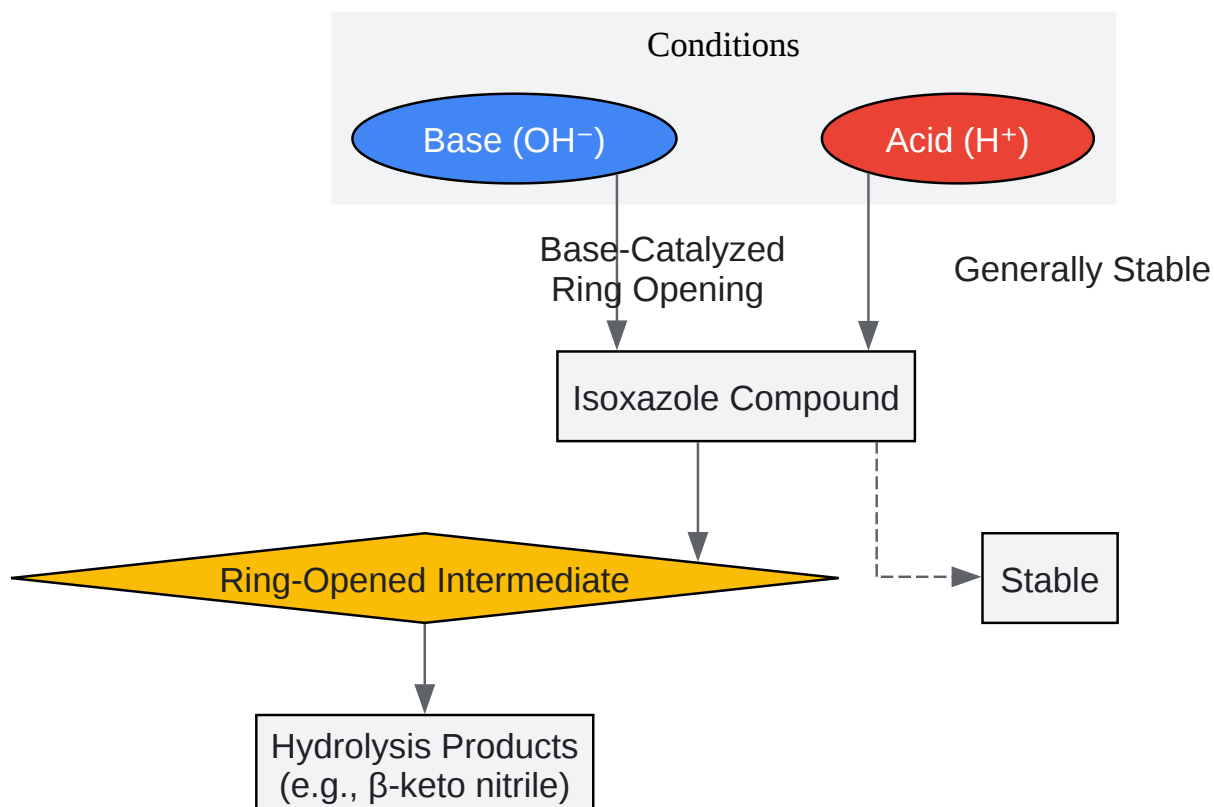 Conditions
Base (OH⁻)
Acid (H⁺)
Base-Catalyzed
Ring Opening
Generally Stable
Isoxazole Compound
Ring-Opened Intermediate
Stable
Hydrolysis Products
(e.g., β-keto nitrile)